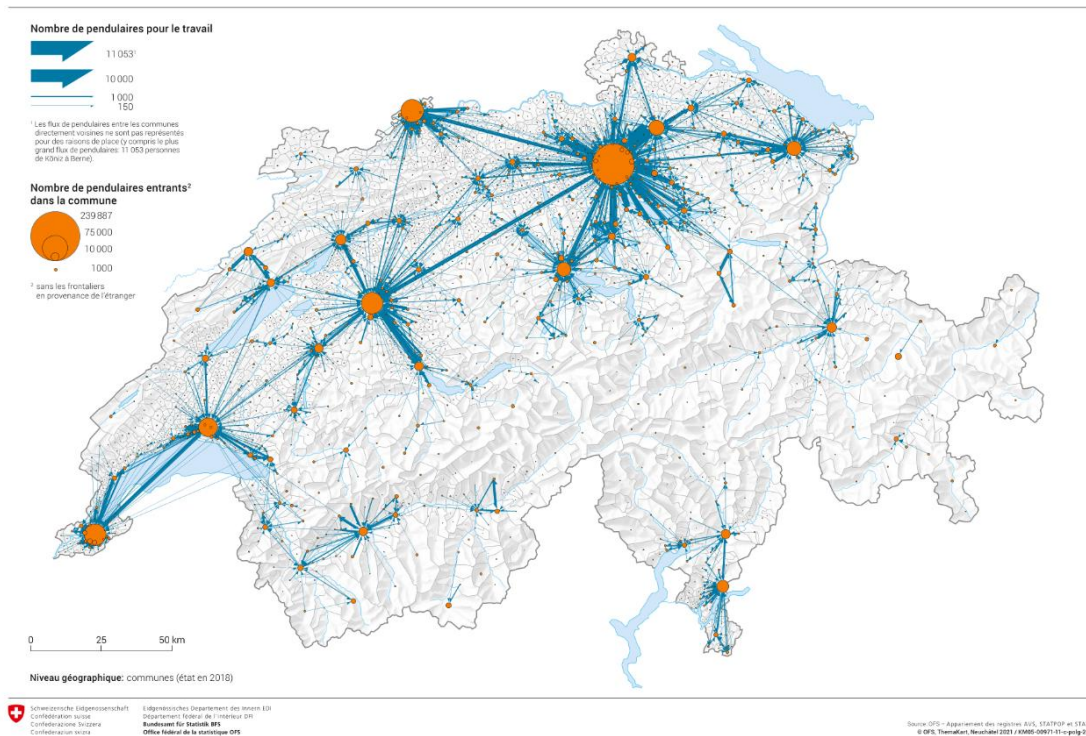 Nombre de pendulaires pour le travail
11 053¹
10 000
1 000
150
¹ Les flux de pendulaires entre les communes
directement voisines ne sont pas représentés
pour des raisons de place (y compris le plus
grand flux de pendulaires: 11 053 personnes
de Köniz à Berne).
Nombre de pendulaires entrants²
dans la commune
239 887
75 000
10 000
1000
² sans les frontaliers
en provenance de l'étranger
0 25 50 km
Niveau géographique: communes (état en 2018)
Schweizerische Eidgenossenschaft
Confédération suisse
Confederazione Svizzera
Confederaziun svizra
Eidgenössisches Departement des Innern EDI
Département fédéral de l'intérieur DFI
Bundesamt für Statistik BFS
Office fédéral de la statistique OFS
Source: OFS – Appariement des registres AVS, STATPOP et STA
© OFS, ThemaKart, Neuchâtel 2021